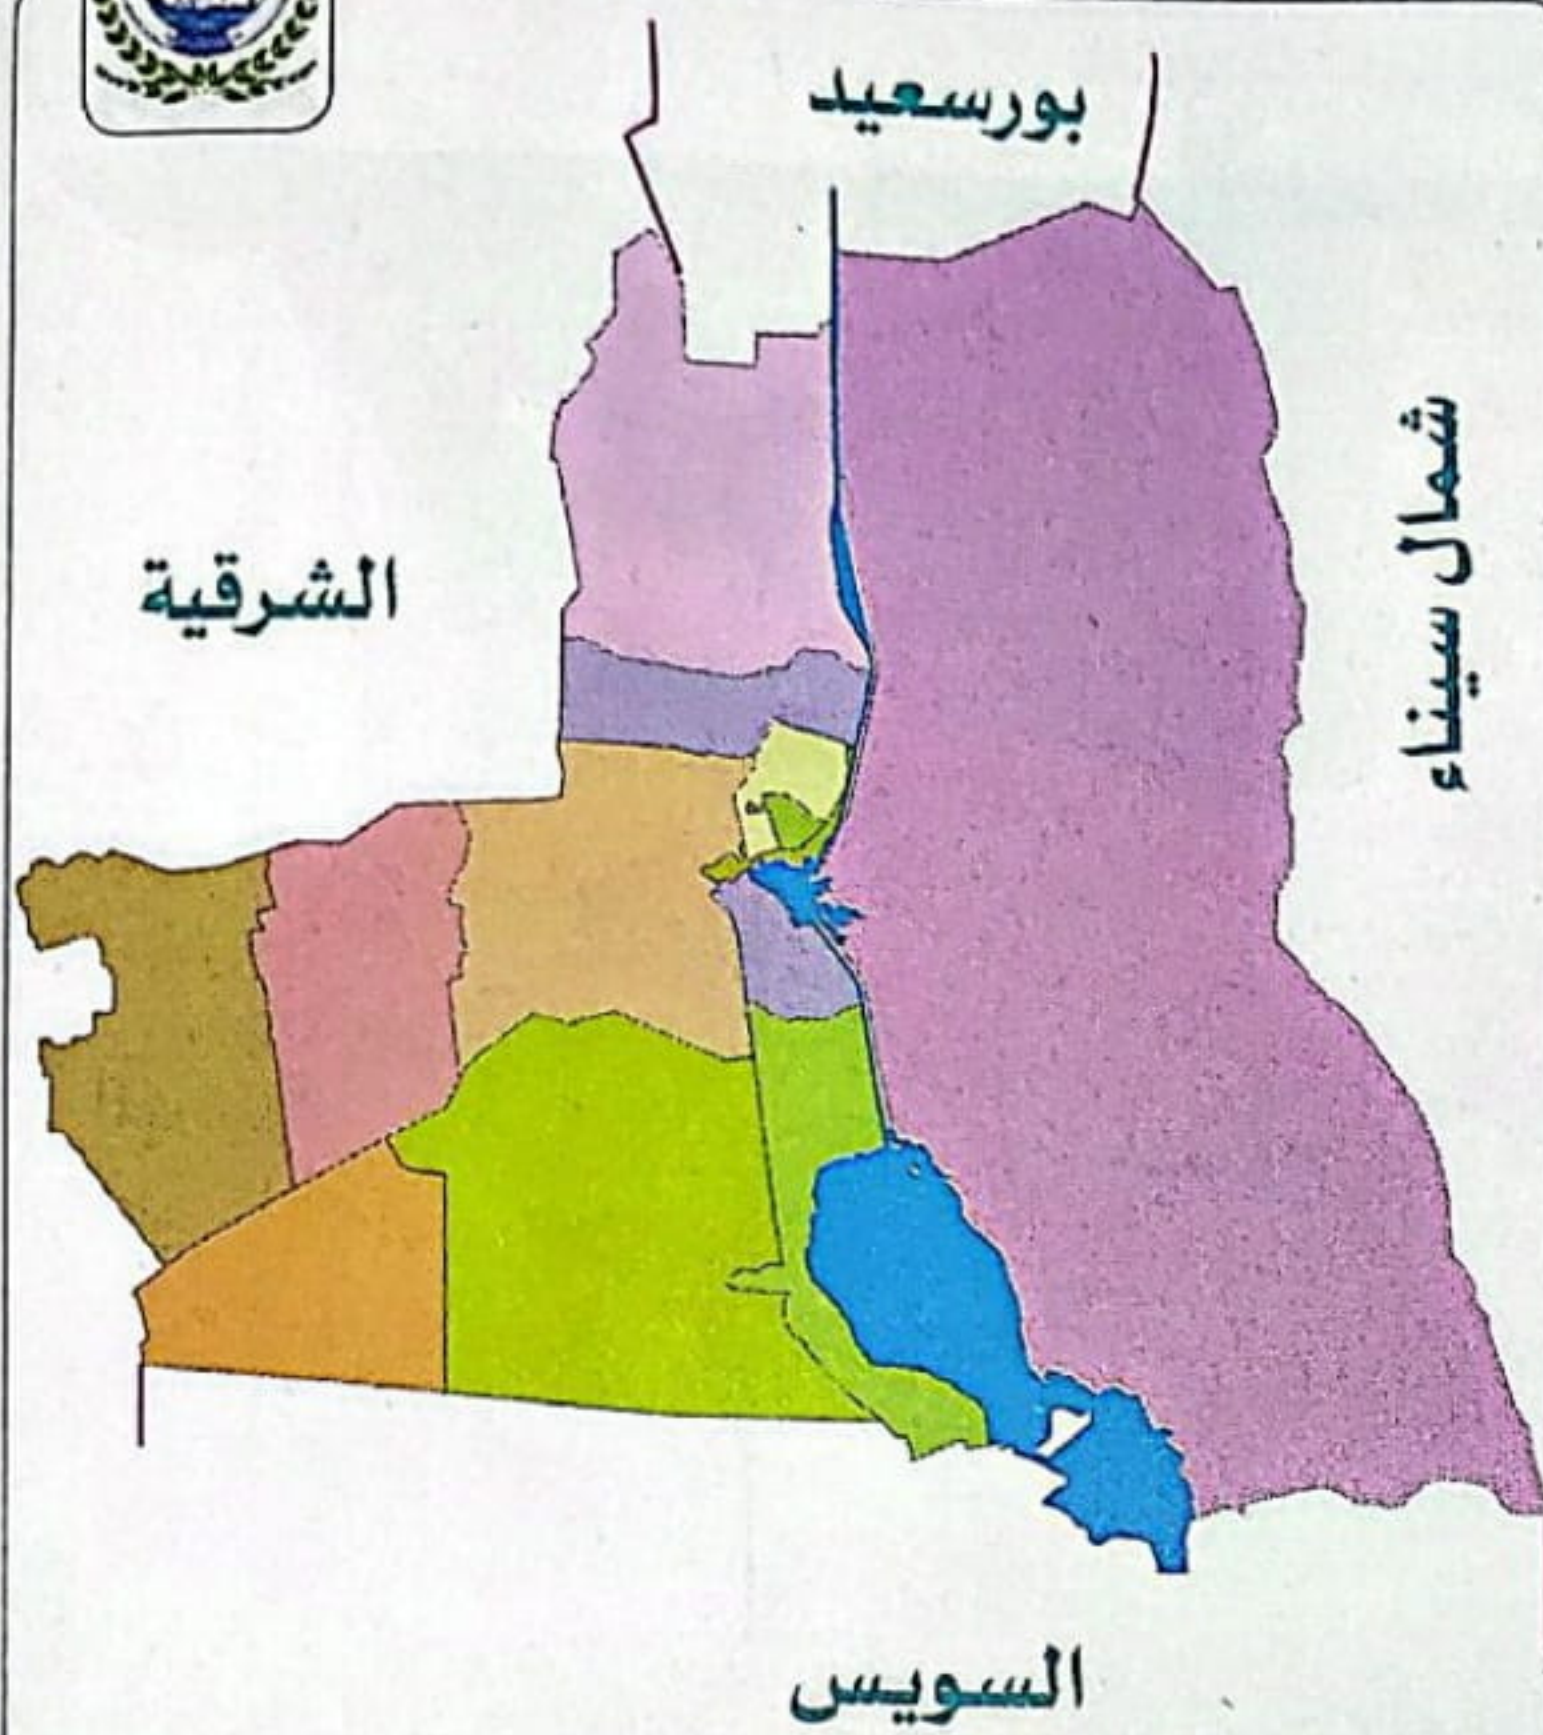 بورسعيد
شمال سيناء
الشرقية
السويس